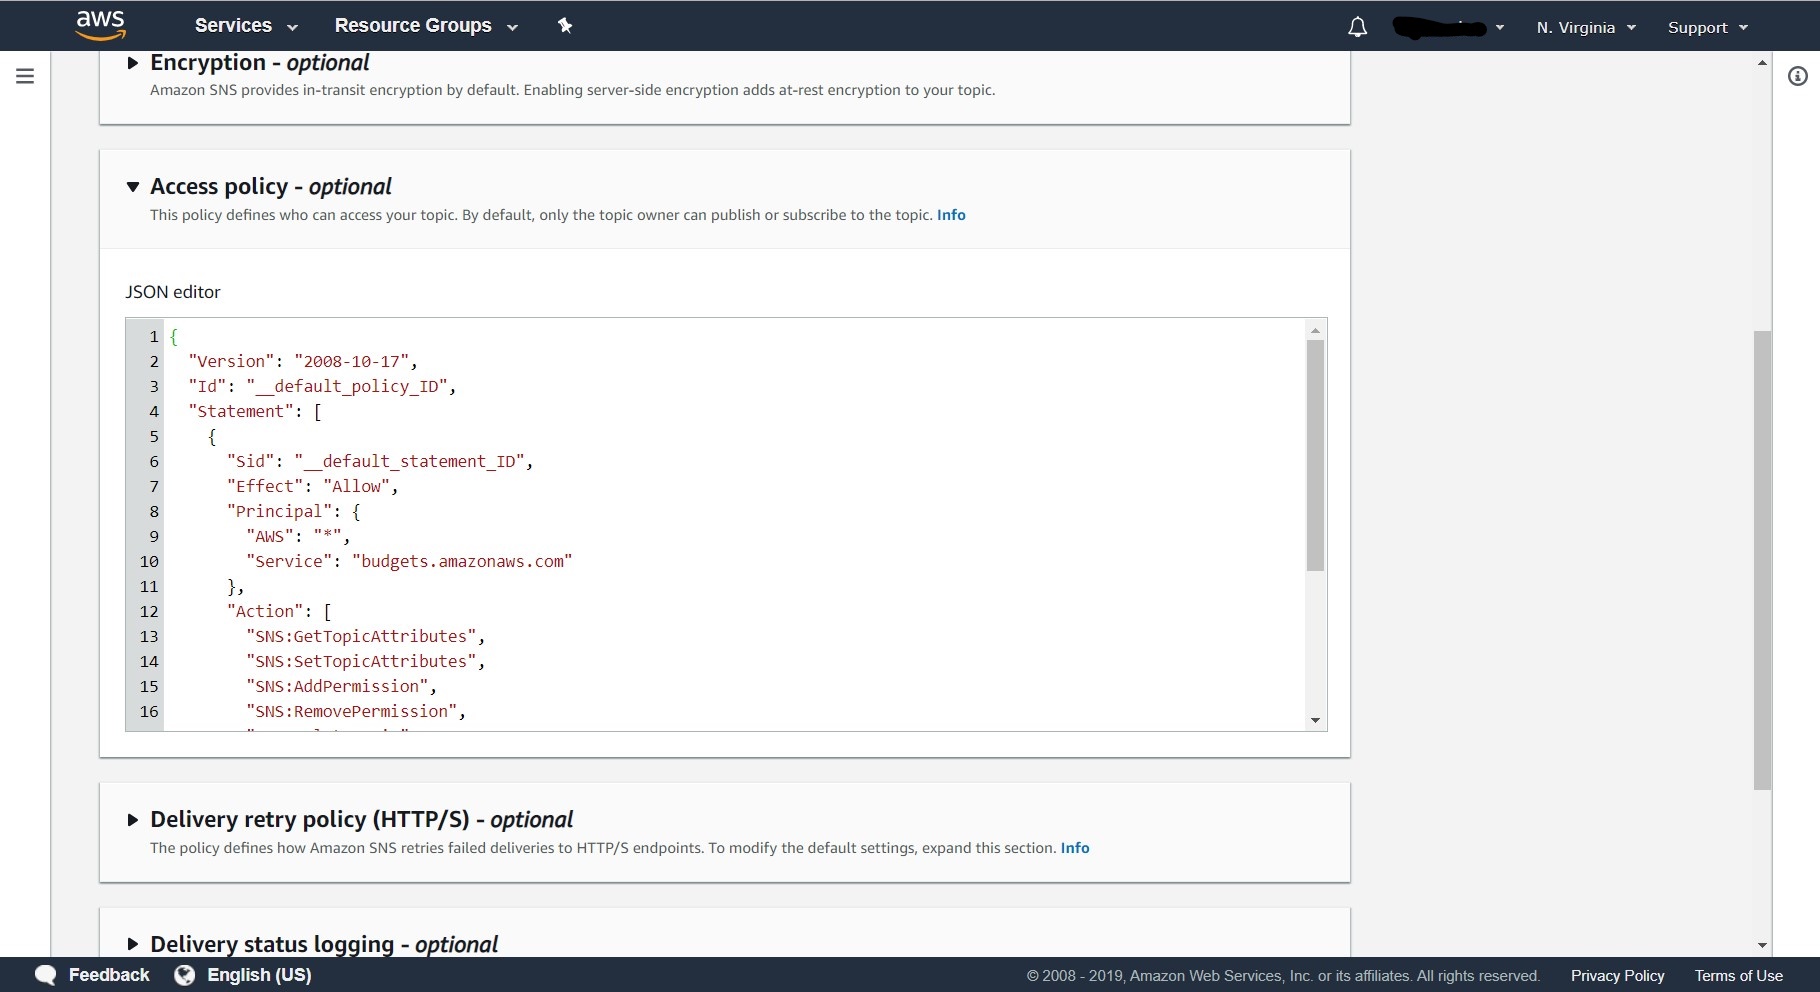 aws Services Resource Groups N. Virginia Support
Encryption - optional
Amazon SNS provides in-transit encryption by default. Enabling server-side encryption adds at-rest encryption to your topic.
Access policy - optional
This policy defines who can access your topic. By default, only the topic owner can publish or subscribe to the topic. Info
JSON editor
1 {
2 "Version": "2008-10-17",
3 "Id": "__default_policy_ID",
4 "Statement": [
5 {
6 "Sid": "__default_statement_ID",
7 "Effect": "Allow",
8 "Principal": {
9 "AWS": "*",
10 "Service": "budgets.amazonaws.com"
11 },
12 "Action": [
13 "SNS:GetTopicAttributes",
14 "SNS:SetTopicAttributes",
15 "SNS:AddPermission",
16 "SNS:RemovePermission",
Delivery retry policy (HTTP/S) - optional
The policy defines how Amazon SNS retries failed deliveries to HTTP/S endpoints. To modify the default settings, expand this section. Info
Delivery status logging - optional
Feedback English (US) © 2008 - 2019, Amazon Web Services, Inc. or its affiliates. All rights reserved. Privacy Policy Terms of Use